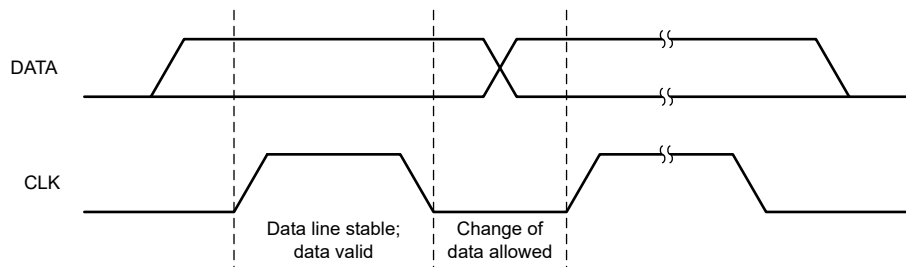 DATA
CLK
Data line stable;
data valid
Change of
data allowed